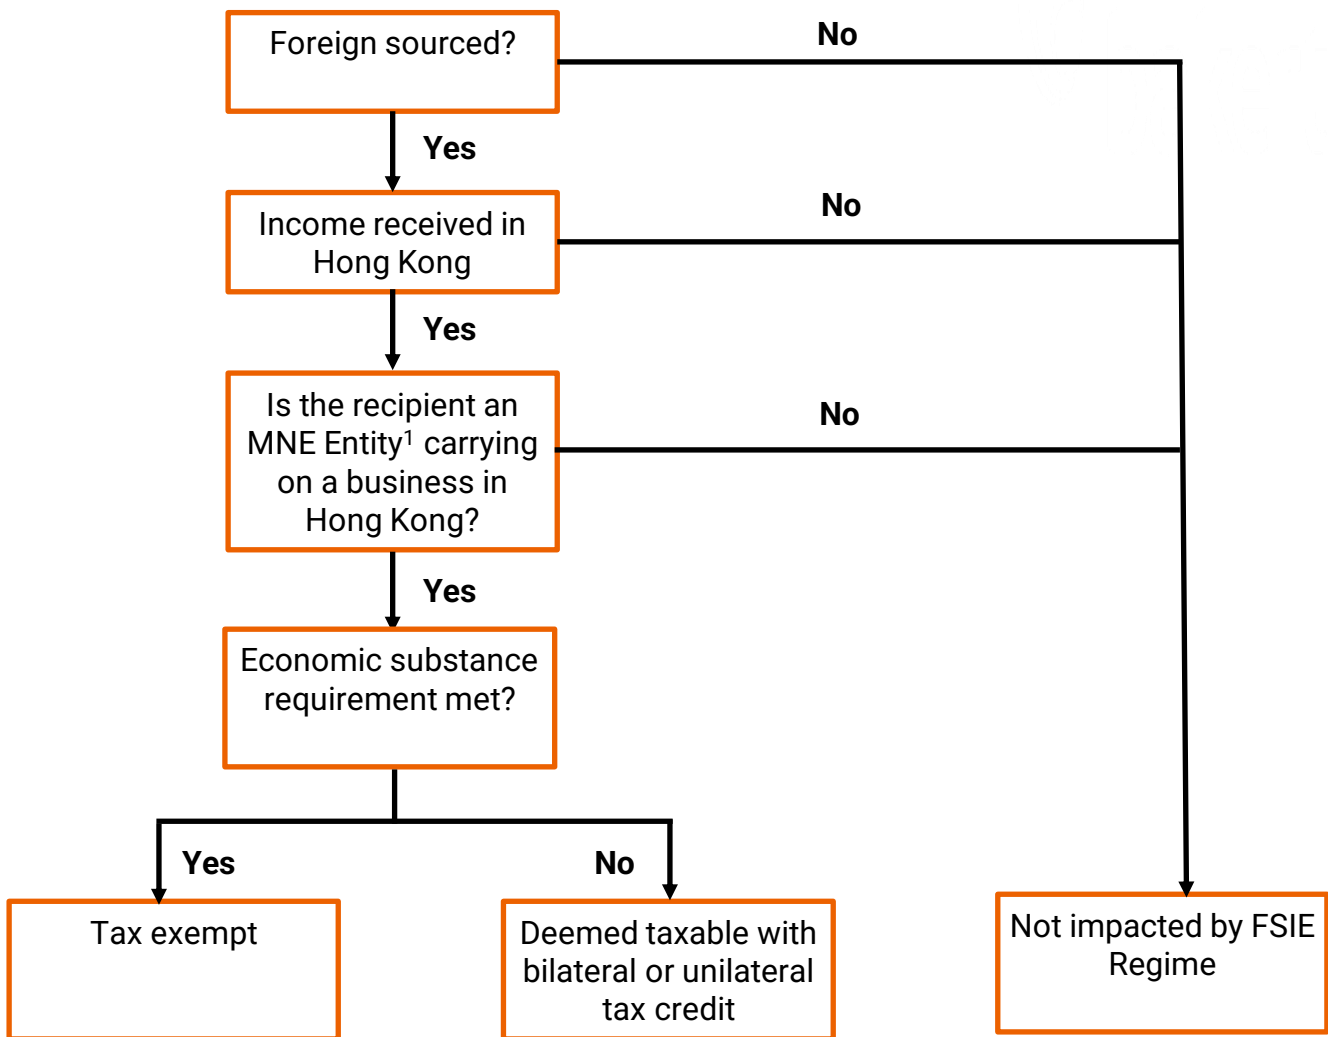 Foreign sourced?
No
Yes
Income received in
Hong Kong
No
Yes
Is the recipient an
MNE Entity¹ carrying
on a business in
Hong Kong?
No
Yes
Economic substance
requirement met?
Yes
No
Tax exempt
Deemed taxable with
bilateral or unilateral
tax credit
Not impacted by FSIE
Regime